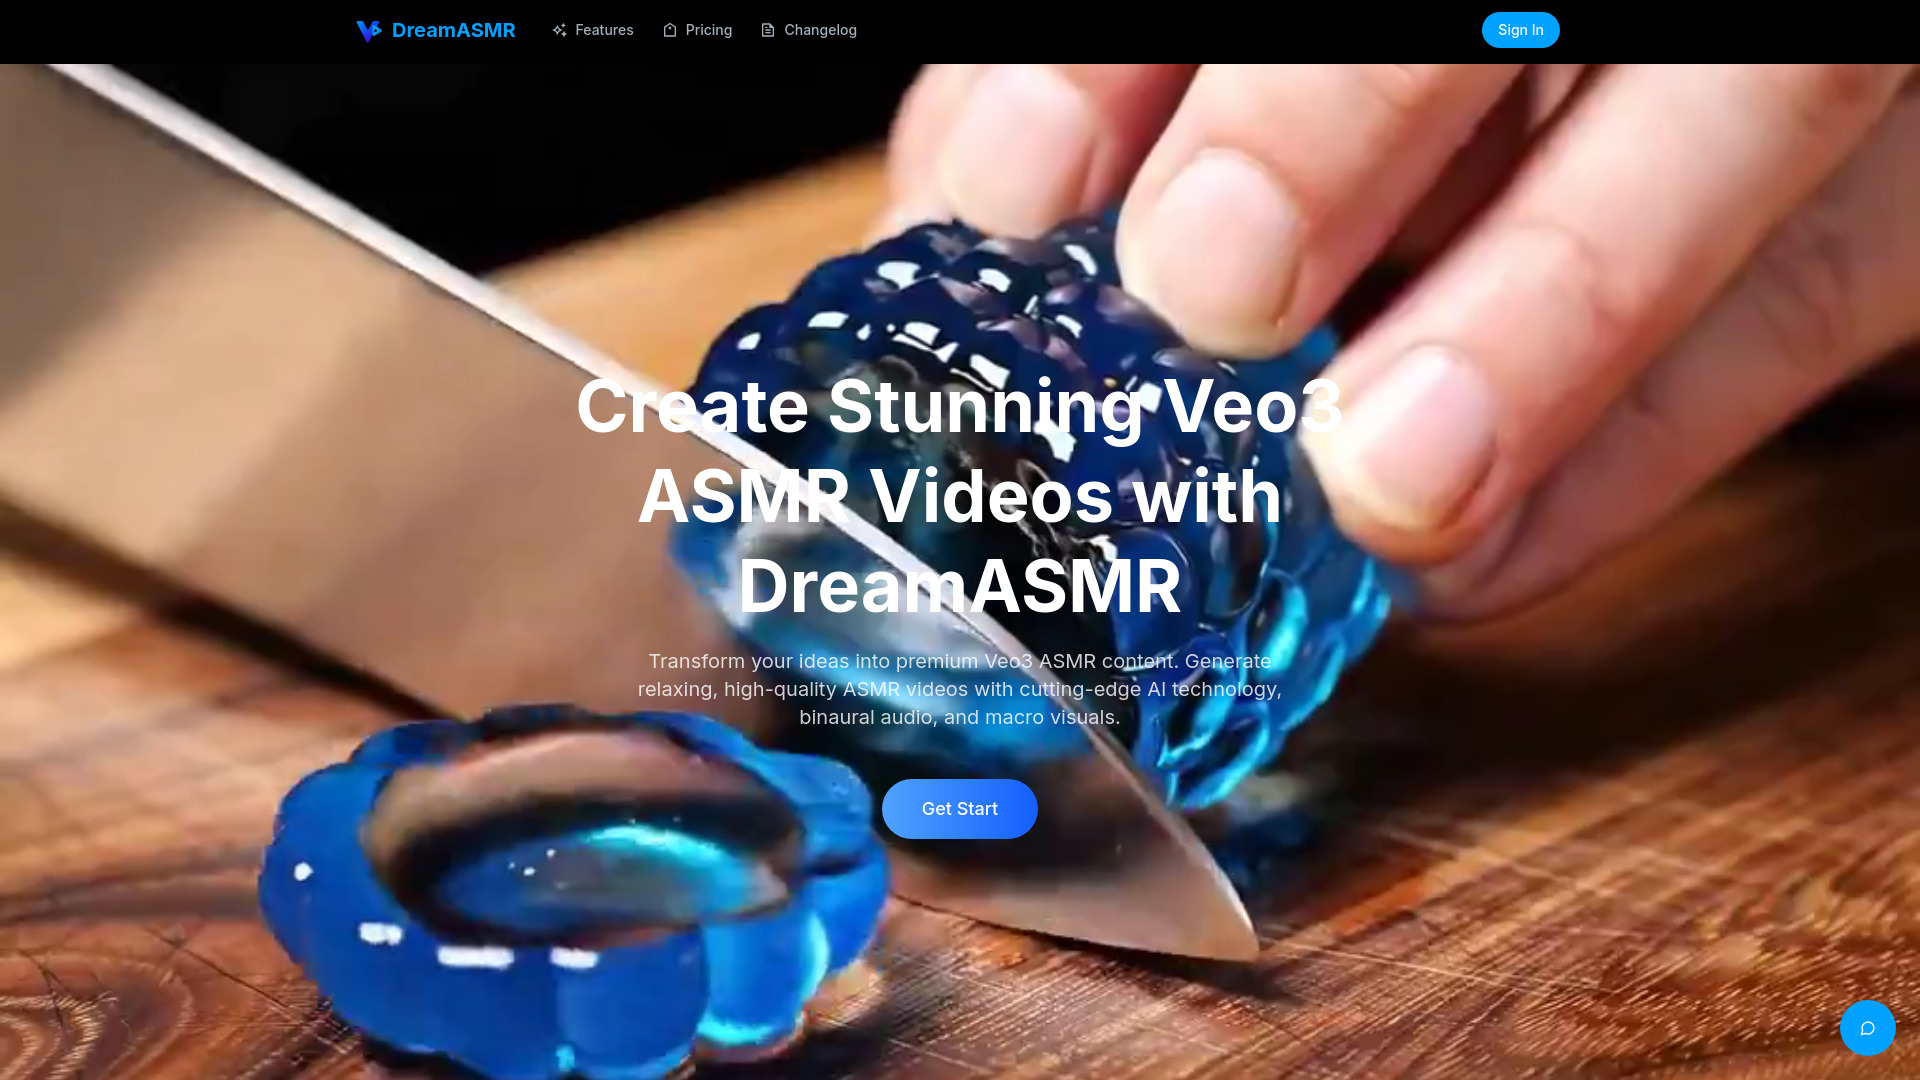 DreamASMR
Features
Pricing
Changelog
Sign In
Create Stunning Veo3
ASMR Videos with
DreamASMR
Transform your ideas into premium Veo3 ASMR content. Generate
relaxing, high-quality ASMR videos with cutting-edge AI technology,
binaural audio, and macro visuals.
Get Start